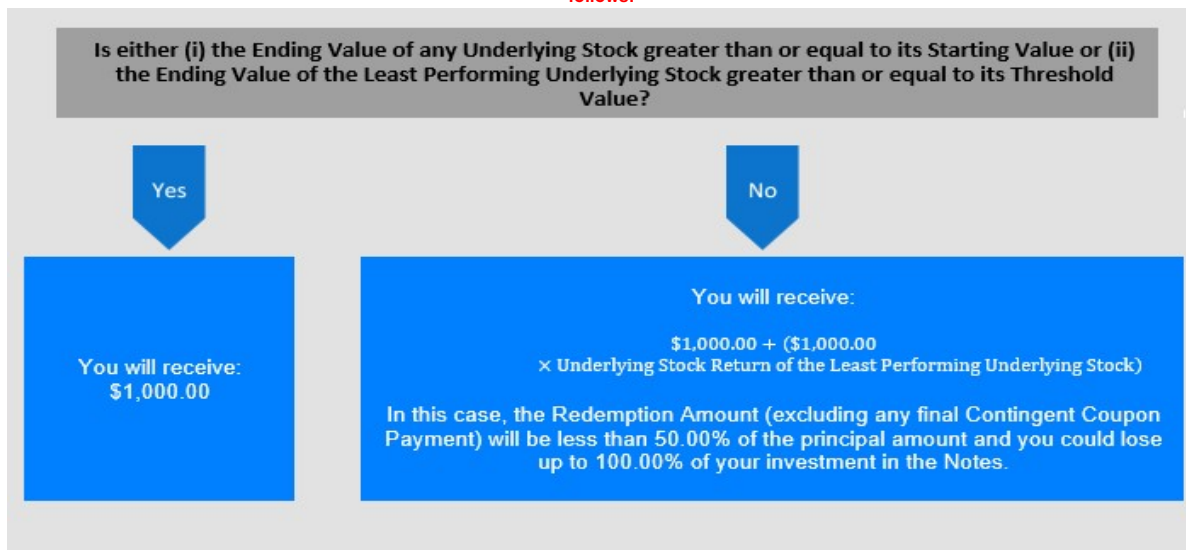 Is either (i) the Ending Value of any Underlying Stock greater than or equal to its Starting Value or (ii)
the Ending Value of the Least Performing Underlying Stock greater than or equal to its Threshold
Value?
Yes
No
You will receive:
$1,000.00
You will receive:
$1,000.00 + ($1,000.00
× Underlying Stock Return of the Least Performing Underlying Stock)
In this case, the Redemption Amount (excluding any final Contingent Coupon
Payment) will be less than 50.00% of the principal amount and you could lose
up to 100.00% of your investment in the Notes.